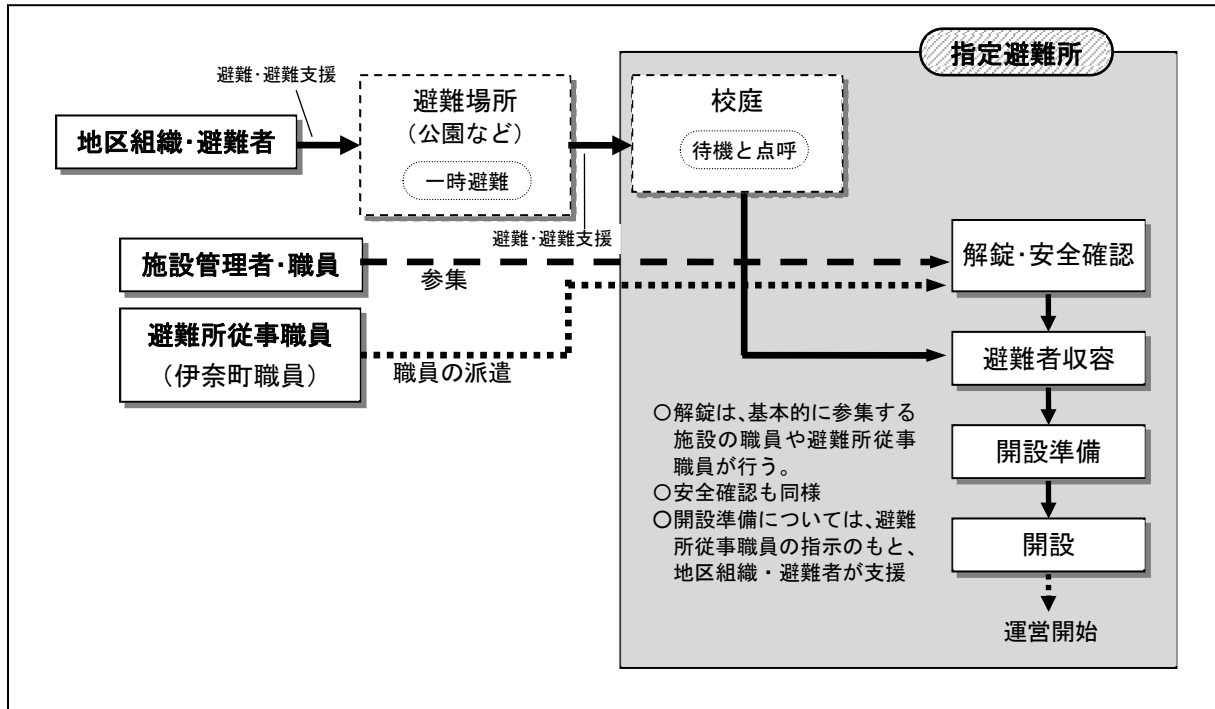 指定避難所
避難・避難支援
地区組織・避難者
避難場所
（公園など）
一時避難
避難・避難支援
校庭
待機と点呼
施設管理者・職員
参集
避難所従事職員
（伊奈町職員）
職員の派遣
解錠・安全確認
避難者収容
開設準備
開設
運営開始
○解錠は、基本的に参集する
施設の職員や避難所従事
職員が行う。
○安全確認も同様
○開設準備については、避難
所従事職員の指示のもと、
地区組織・避難者が支援